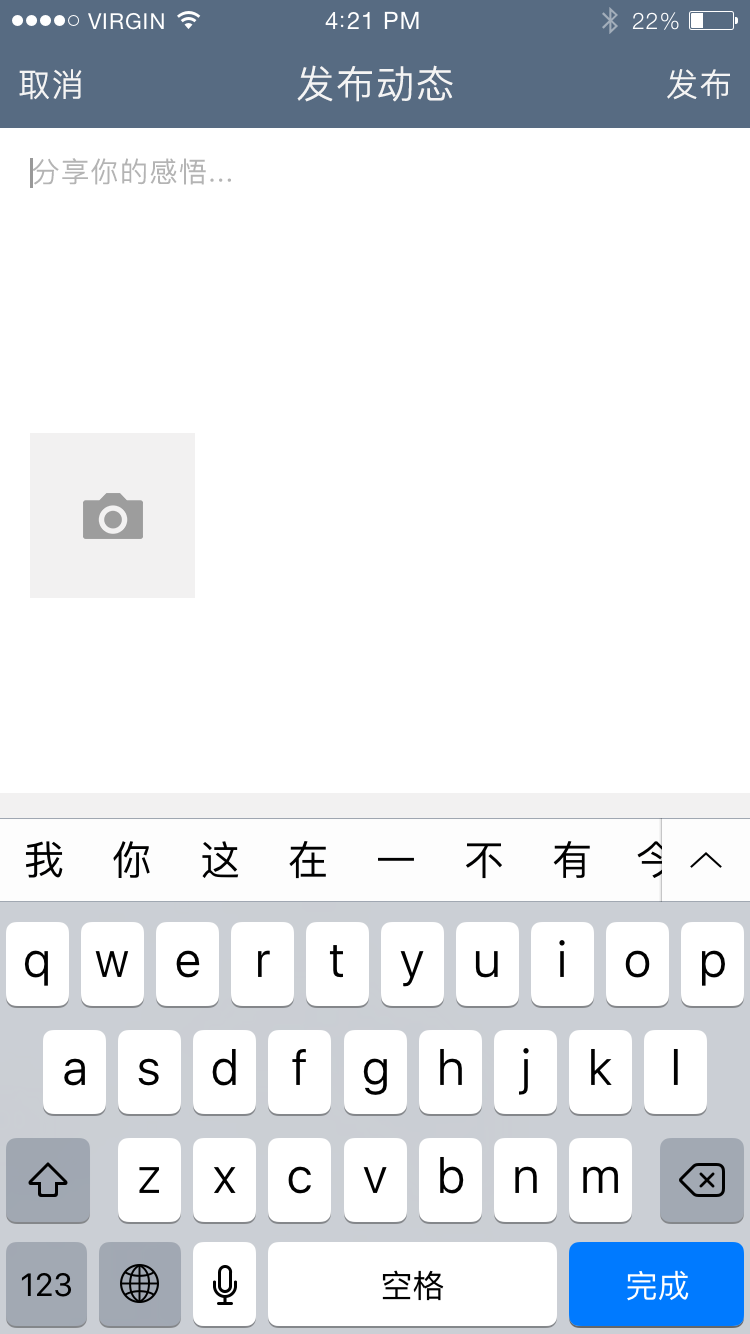 VIRGIN 4:21 PM 22%
取消 发布动态 发布
分享你的感悟...
我 你 这 在 一 不 有 今
q w e r t y u i o p
a s d f g h j k l
z x c v b n m
123 空格 完成